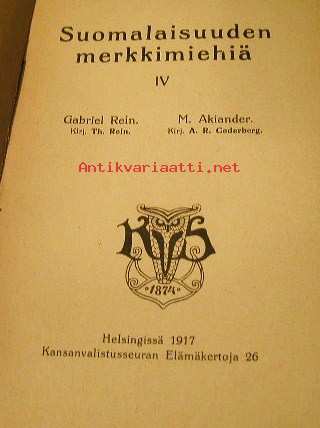 Suomalaisuuden
merkkimiehiä
IV
Gabriel Rein. M. Akiander.
Kirj. Th. Rein. Kirj. A. R. Cederberg.
Antikvariaatti.net
KVS
1874
Helsingissä 1917
Kansanvalistusseuran Elämäkertoja 26